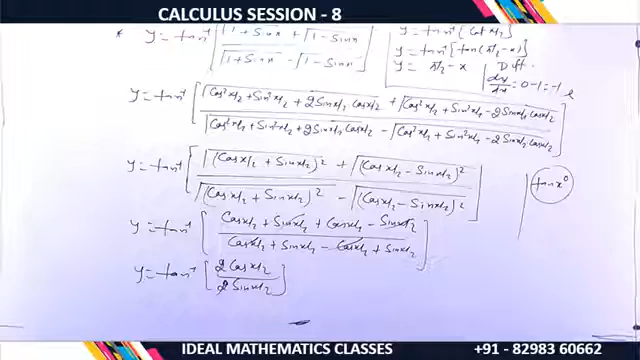 CALCULUS SESSION - 8
* y = tan⁻¹ [ (√(1+Sinx) + √(1-Sinx)) / (√(1+Sinx) - √(1-Sinx)) ]
y = tan⁻¹ [ (√(Cos²x/2 + Sin²x/2 + 2Sinx/2 Cosx/2) + √(Cos²x/2 + Sin²x/2 - 2Sinx/2 Cosx/2)) / (√(Cos²x/2 + Sin²x/2 + 2Sinx/2 Cosx/2) - √(Cos²x/2 + Sin²x/2 - 2Sinx/2 Cosx/2)) ]
y = tan⁻¹ [ (√(Cosx/2 + Sinx/2)² + √(Cosx/2 - Sinx/2)²) / (√(Cosx/2 + Sinx/2)² - √(Cosx/2 - Sinx/2)²) ]
y = tan⁻¹ [ (Cosx/2 + Sinx/2 + Cosx/2 - Sinx/2) / (Cosx/2 + Sinx/2 - Cosx/2 + Sinx/2) ]
y = tan⁻¹ [ 2Cosx/2 / 2Sinx/2 ]
y = tan⁻¹ [Cot x/2]
y = tan⁻¹ [tan(π/2 - x)]
y = π/2 - x Diff.
dy/dx = 0-1 = -1
tan x°
IDEAL MATHEMATICS CLASSES
+91 - 82983 60662